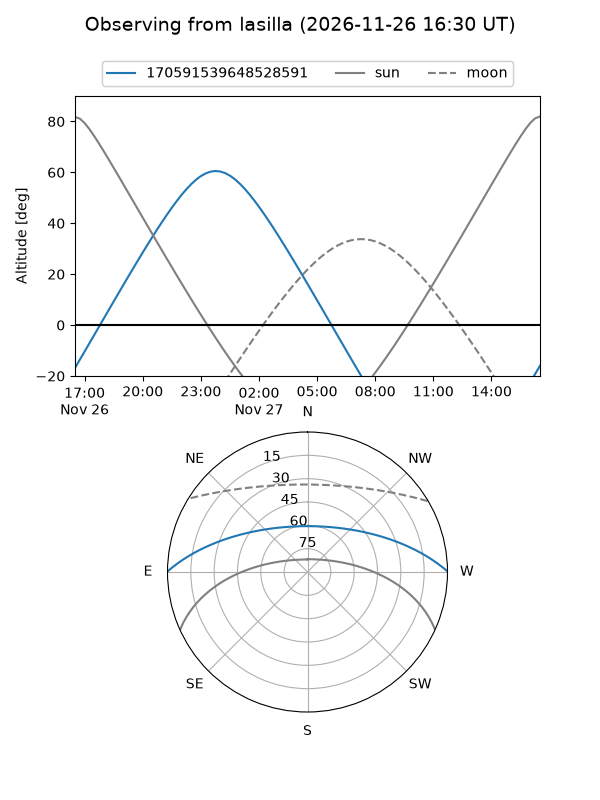 Observing from lasilla (2026-11-26 16:30 UT)
170591539648528591 sun moon
Altitude [deg]
80
60
40
20
0
−20
17:00 20:00 23:00 02:00 05:00 08:00 11:00 14:00
Nov 26 Nov 27
N
NE NW
15
30
45
60
75
E W
SE SW
S